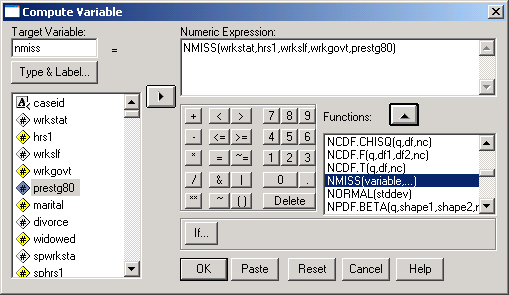 Compute Variable
Target Variable:
nmiss
=
Type & Label...
Numeric Expression:
NMISS(wrkstat,hrs1,wrkslf,wrkgovt,prestg80)
caseid
wrkstat
hrs1
wrkslf
wrkgovt
prestg80
marital
divorce
widowed
spwrksta
sphrs1
+ < > 7 8 9
- <= >= 4 5 6
* = ~= 1 2 3
/ & | 0 .
** ~ ( ) Delete
Functions:
NCDF.CHISQ(q,df,nc)
NCDF.F(q,df1,df2,nc)
NCDF.T(q,df,nc)
NMISS(variable,...)
NORMAL(stddev)
NPDF.BETA(q,shape1,shape2,n
If...
OK Paste Reset Cancel Help